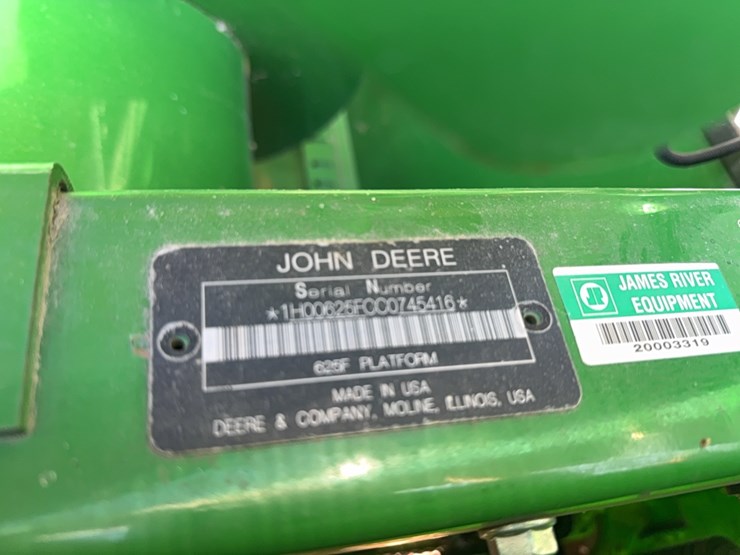 JOHN DEERE
Serial Number
*1H00625FCC0745416*
625F PLATFORM
MADE IN USA
DEERE & COMPANY, MOLINE, ILLINOIS, USA
JAMES RIVER
EQUIPMENT
20003319